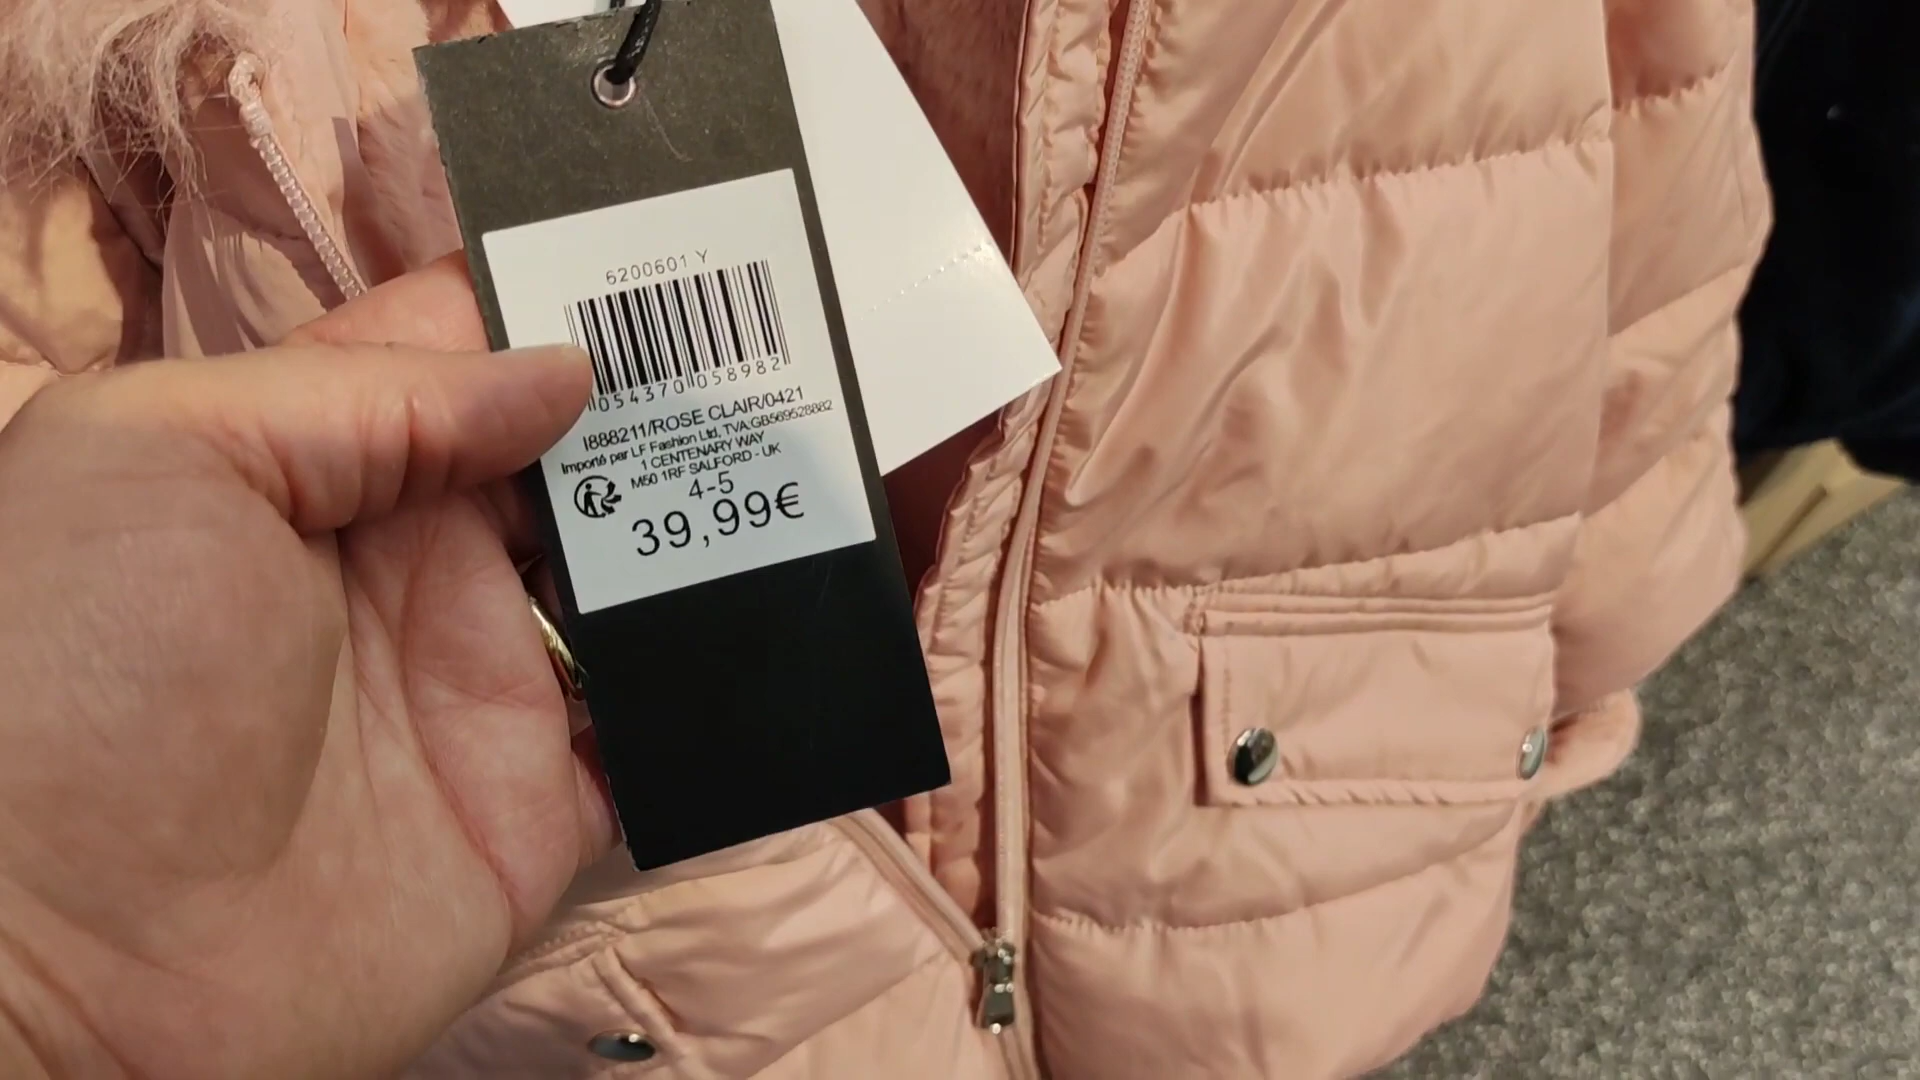 6200601 Y
054370 058982
I888211/ROSE CLAIR/0421
Importé par LF Fashion Ltd, TVA:GB569528882
1 CENTENARY WAY
M50 1RF SALFORD - UK
4-5
39,99€